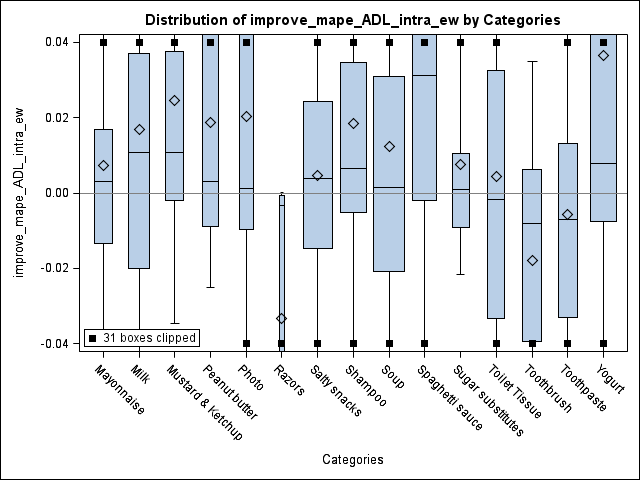 Distribution of improve_mape_ADL_intra_ew by Categories
improve_mape_ADL_intra_ew
0.04
0.02
0.00
-0.02
-0.04
31 boxes clipped
Mayonnaise
Milk
Mustard & Ketchup
Peanut butter
Photo
Razors
Salty snacks
Shampoo
Soup
Spaghetti sauce
Sugar substitutes
Toilet Tissue
Toothbrush
Toothpaste
Yogurt
Categories